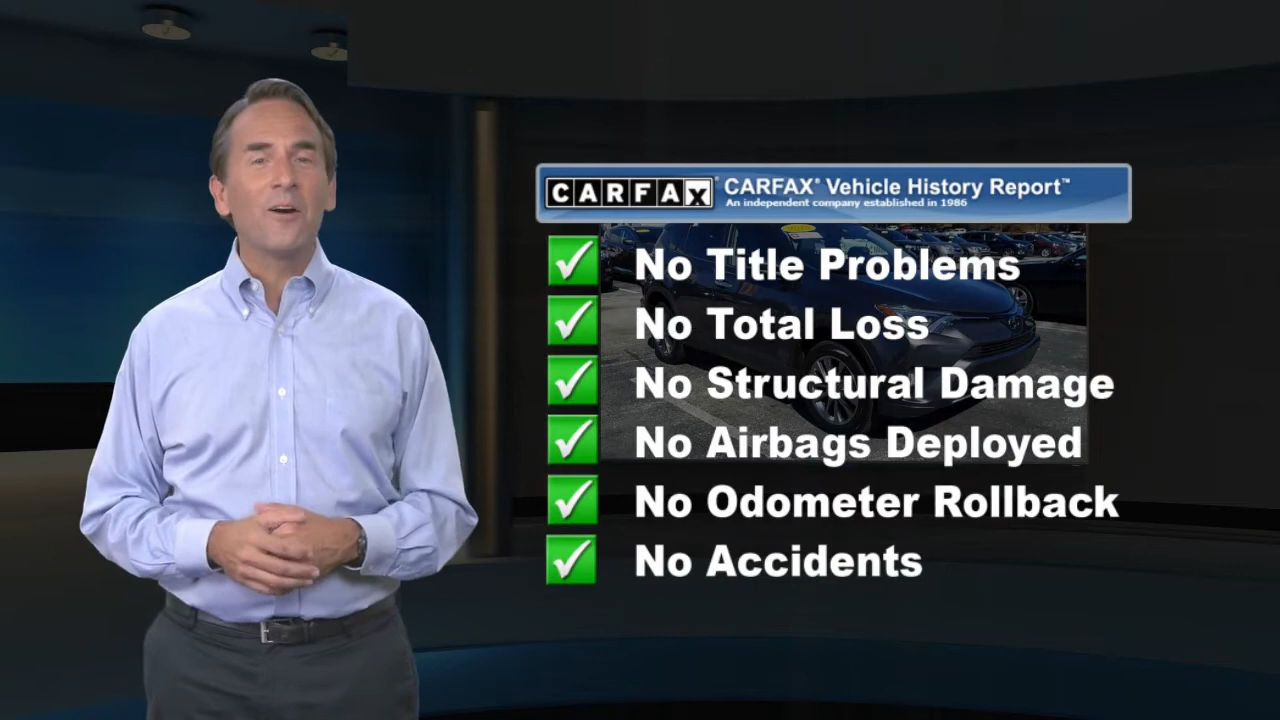 CARFAX® CARFAX® Vehicle History Report™
An independent company established in 1986
No Title Problems
No Total Loss
No Structural Damage
No Airbags Deployed
No Odometer Rollback
No Accidents